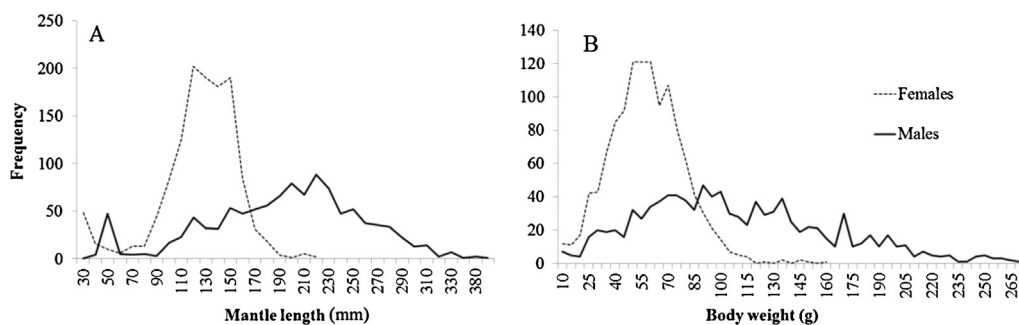 A
250
200
150
100
50
0
Frequency
30 50 70 90 110 130 150 170 190 210 230 250 270 290 310 340 380
Mantle length (mm)
B
140
120
100
80
60
40
20
0
10 25 40 55 70 85 100 115 130 145 160 175 190 205 220 235 250 265
Body weight (g)
Females
Males